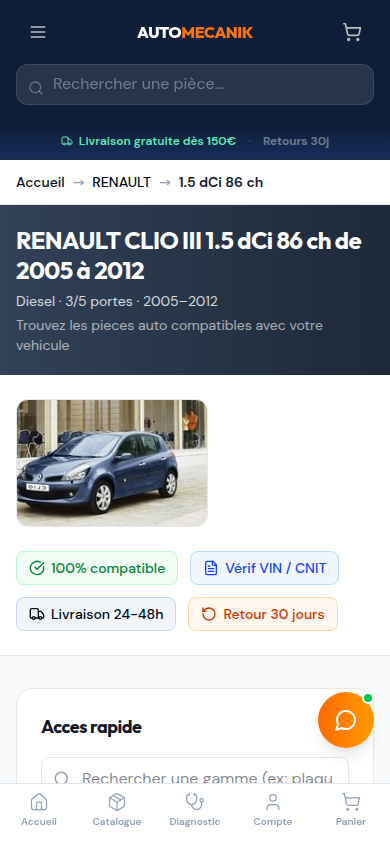 AUTOMECANIK
Rechercher une pièce...
Livraison gratuite dès 150€ · Retours 30j
Accueil → RENAULT → 1.5 dCi 86 ch
RENAULT CLIO III 1.5 dCi 86 ch de
2005 à 2012
Diesel · 3/5 portes · 2005–2012
Trouvez les pieces auto compatibles avec votre
vehicule
100% compatible
Vérif VIN / CNIT
Livraison 24-48h
Retour 30 jours
Acces rapide
Rechercher une gamme (ex: plaqu
Accueil
Catalogue
Diagnostic
Compte
Panier